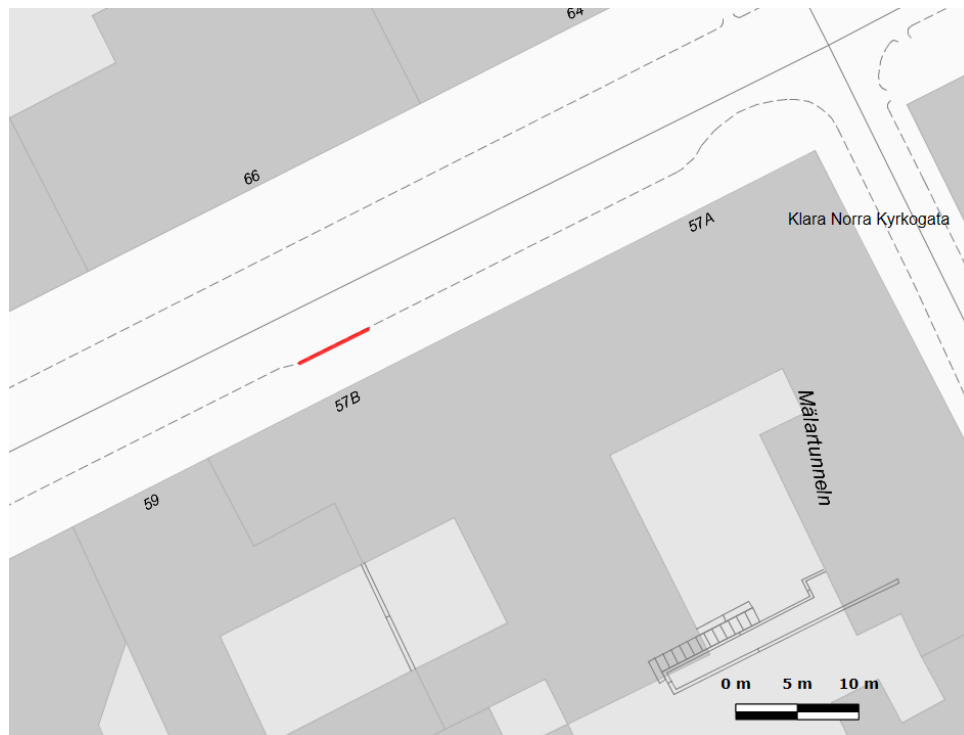 64
66
57A
Klara Norra Kyrkogata
57B
Mälartunneln
59
0 m 5 m 10 m